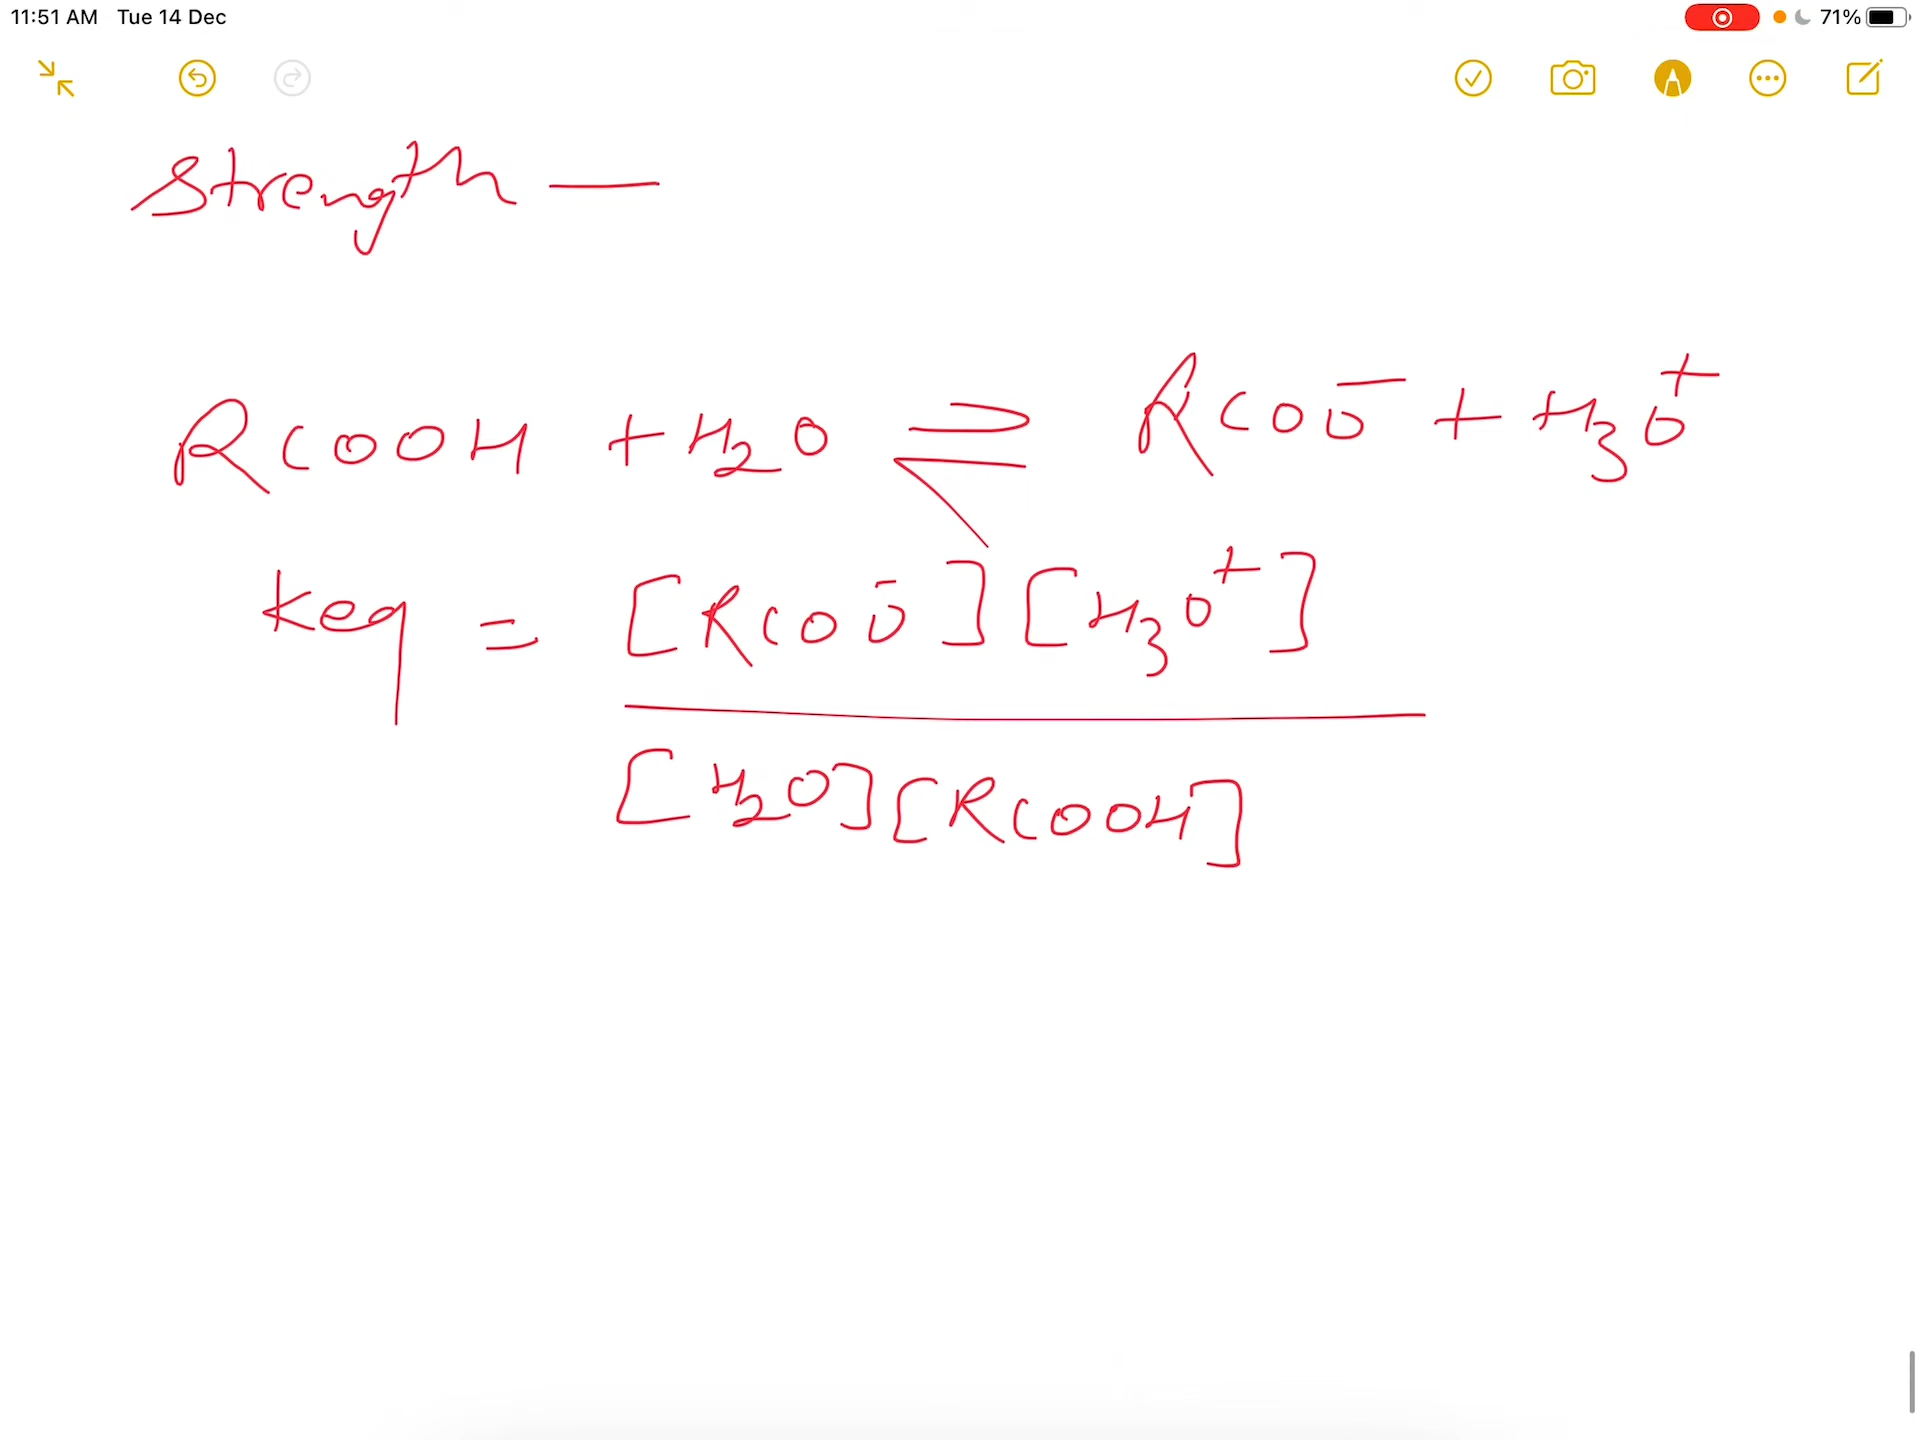 11:51 AM Tue 14 Dec 71%
Strength —
RCOOH + H2O ⇌ RCOO⁻ + H3O⁺
Keq = [RCOO⁻][H3O⁺]
[H2O][RCOOH]